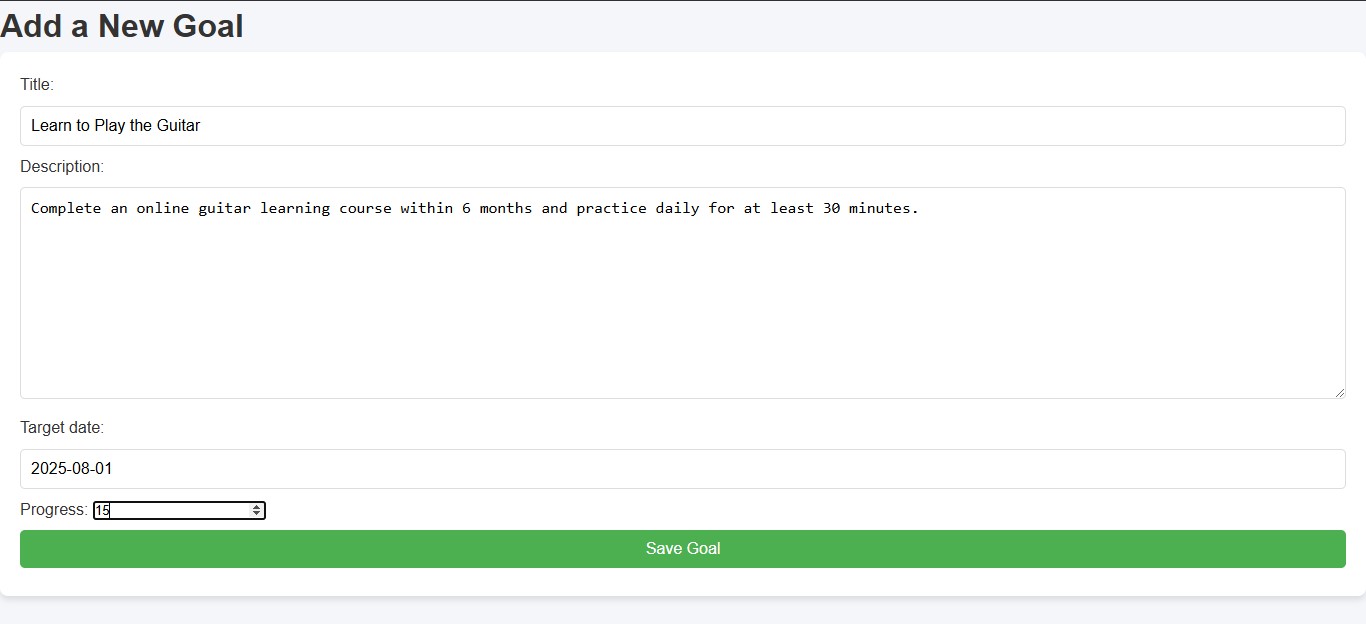 Add a New Goal
Title:
Learn to Play the Guitar
Description:
Complete an online guitar learning course within 6 months and practice daily for at least 30 minutes.
Target date:
2025-08-01
Progress: 15
Save Goal